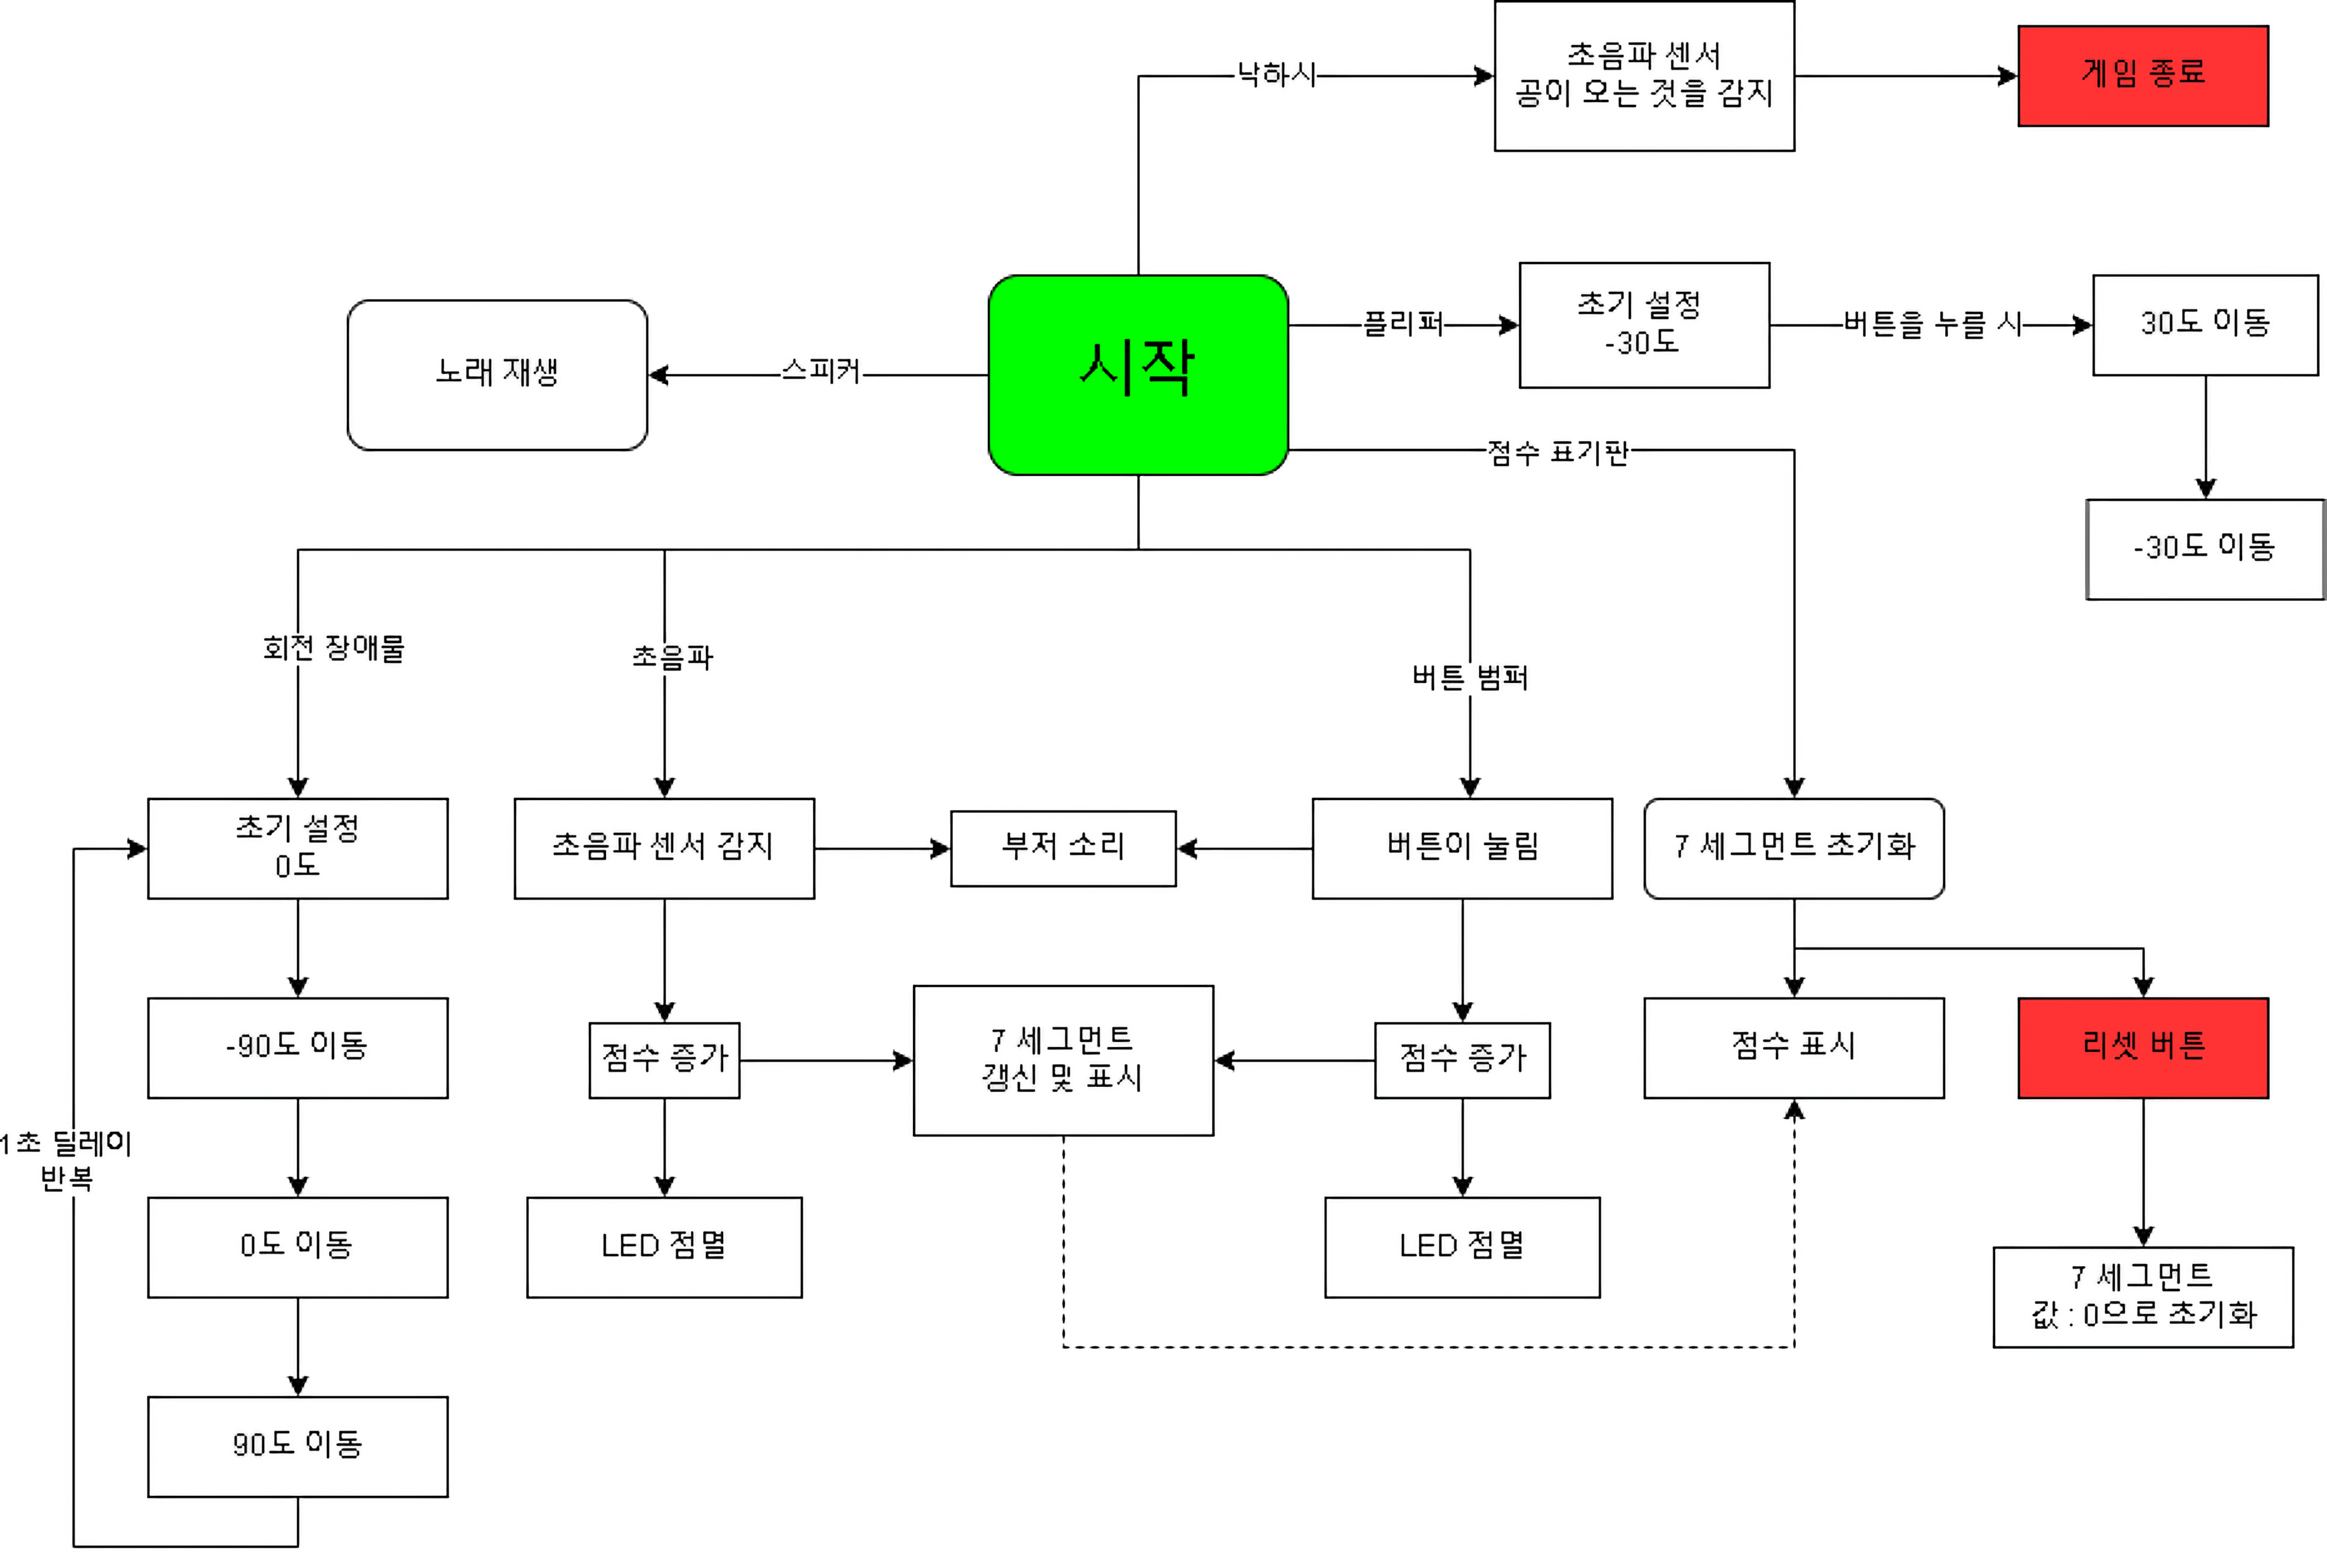 낙하시
초음파 센서
공이 오는 것을 감지
게임 종료
노래 재생
스피커
시작
플리퍼
초기 설정
-30도
버튼을 누를 시
30도 이동
점수 표기판
-30도 이동
회전 장애물
초음파
버튼 범퍼
초기 설정
0도
초음파 센서 감지
부저 소리
버튼이 눌림
7 세그먼트 초기화
-90도 이동
점수 증가
7 세그먼트
갱신 및 표시
점수 증가
점수 표시
리셋 버튼
1초 딜레이
반복
0도 이동
LED 점멸
LED 점멸
7 세그먼트
값 : 0으로 초기화
90도 이동